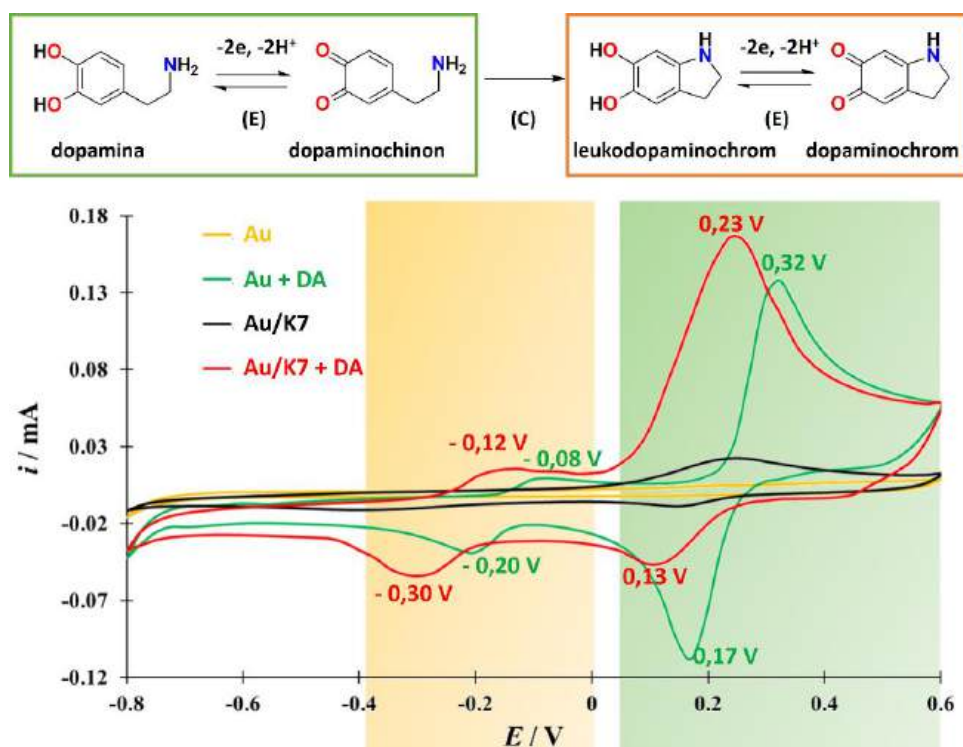 HO
HO
NH₂
-2e, -2H⁺
(E)
O
O
NH₂
(C)
HO
HO
H
N
-2e, -2H⁺
(E)
O
O
H
N
dopamina
dopaminochinon
leukodopaminochrom
dopaminochrom
0.18
0.13
0.08
0.03
-0.02
-0.07
-0.12
i / mA
Au
Au + DA
Au/K7
Au/K7 + DA
0,23 V
0,32 V
- 0,12 V
- 0,08 V
- 0,20 V
- 0,30 V
0,13 V
0,17 V
-0.8
-0.6
-0.4
-0.2
0
0.2
0.4
0.6
E / V